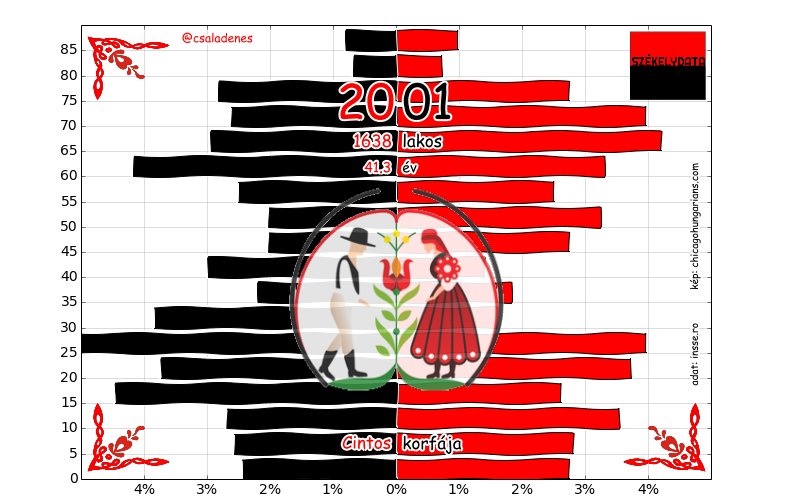 @csaladenes
SZÉKELYDATA
2001
1638 lakos
41.3 év
kép: chicagohungarians.com
adat: insse.ro
Cintos korfája
85
80
75
70
65
60
55
50
45
40
35
30
25
20
15
10
5
0
4% 3% 2% 1% 0% 1% 2% 3% 4%